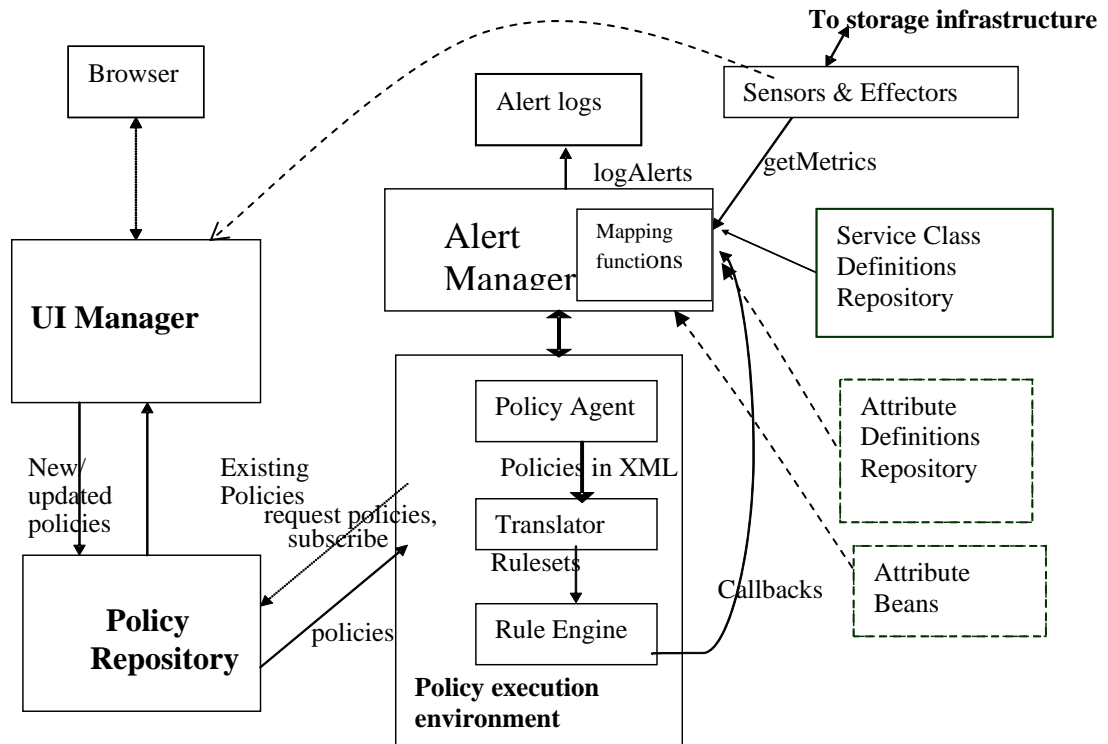 To storage infrastructure
Browser
Alert logs
Sensors & Effectors
logAlerts
getMetrics
Alert
Manager
Mapping
functions
Service Class
Definitions
Repository
UI Manager
Policy Agent
Attribute
Definitions
Repository
New/
updated
policies
Existing
Policies
request policies,
subscribe
Policies in XML
Translator
Rulesets
Attribute
Beans
Callbacks
Policy
Repository
policies
Rule Engine
Policy execution
environment